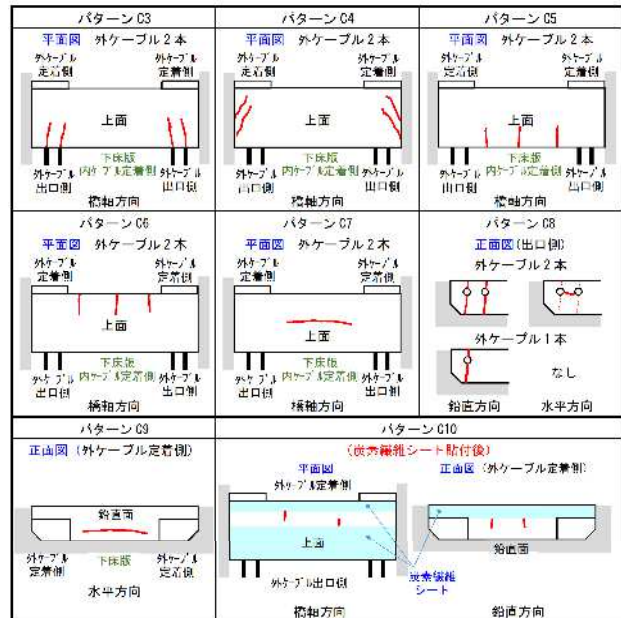 パターン C3
平面図 外ケーブル2本
外ケーブル
定着側
外ケーブル
定着側
上面
外ケーブル
出口側
下床版
内ケーブル定着側
外ケーブル
出口側
橋軸方向
パターン C4
平面図 外ケーブル2本
外ケーブル
定着側
外ケーブル
定着側
上面
外ケーブル
出口側
下床版
内ケーブル定着側
外ケーブル
出口側
橋軸方向
パターン C5
平面図 外ケーブル2本
外ケーブル
定着側
外ケーブル
定着側
上面
外ケーブル
出口側
下床版
内ケーブル定着側
外ケーブル
出口側
橋軸方向
パターン C6
平面図 外ケーブル2本
外ケーブル
定着側
外ケーブル
定着側
上面
外ケーブル
出口側
下床版
内ケーブル定着側
外ケーブル
出口側
橋軸方向
パターン C7
平面図 外ケーブル2本
外ケーブル
定着側
外ケーブル
定着側
上面
外ケーブル
出口側
下床版
内ケーブル定着側
外ケーブル
出口側
橋軸方向
パターン C8
正面図(出口側)
外ケーブル2本
外ケーブル1本
なし
鉛直方向 水平方向
パターン C9
正面図(外ケーブル定着側)
鉛直面
外ケーブル
定着側
下床版
外ケーブル
定着側
水平方向
パターン C10
(炭素繊維シート貼付後)
平面図
外ケーブル定着側
上面
外ケーブル出口側
橋軸方向
正面図(外ケーブル定着側)
鉛直面
炭素繊維
シート
鉛直方向